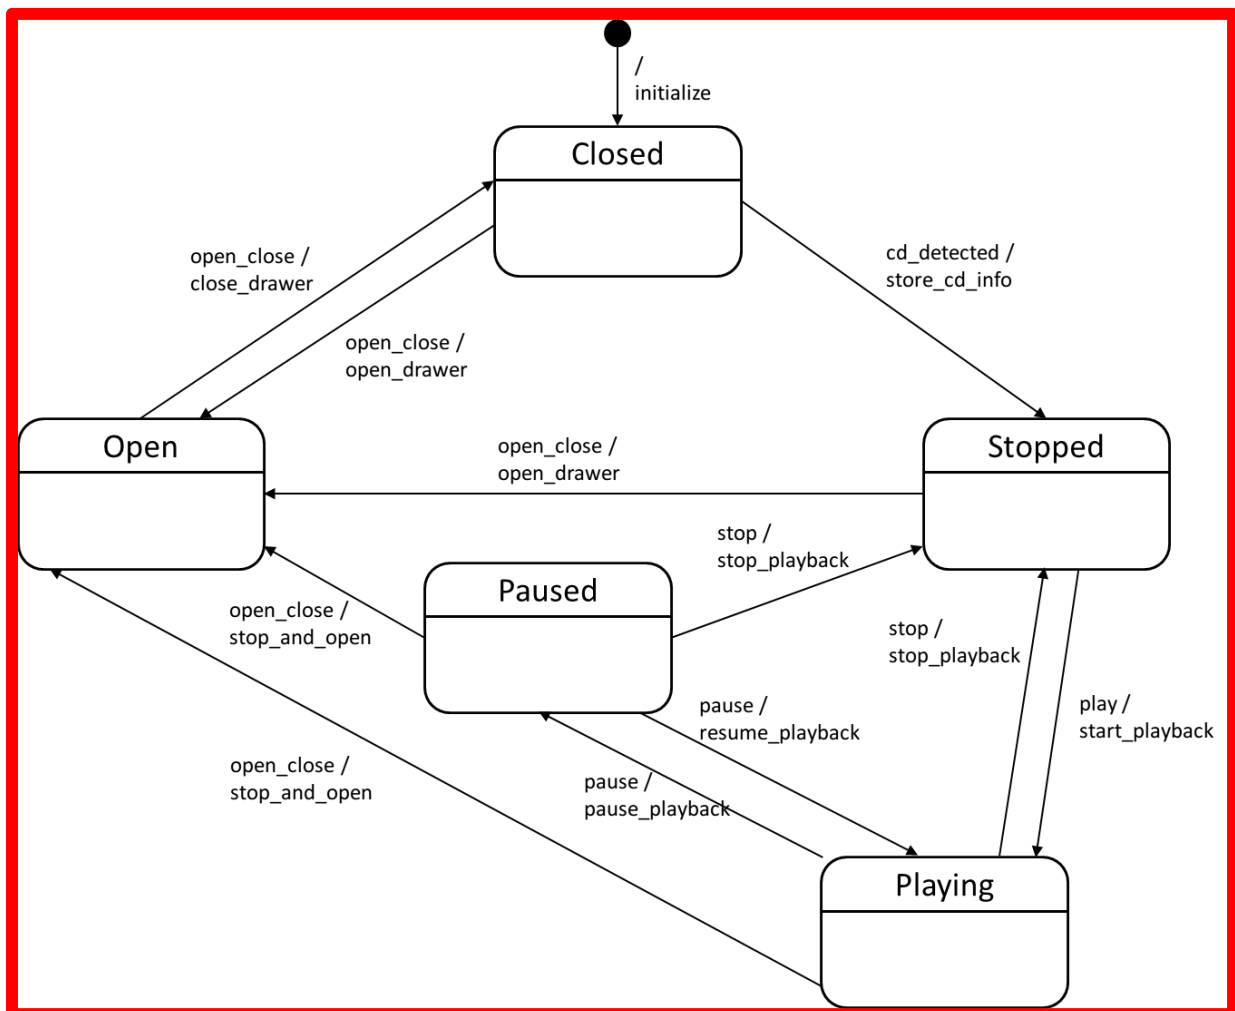 /
initialize
Closed
open_close /
close_drawer
cd_detected /
store_cd_info
open_close /
open_drawer
Open
open_close /
open_drawer
Stopped
stop /
stop_playback
Paused
open_close /
stop_and_open
stop /
stop_playback
pause /
resume_playback
play /
start_playback
open_close /
stop_and_open
pause /
pause_playback
Playing